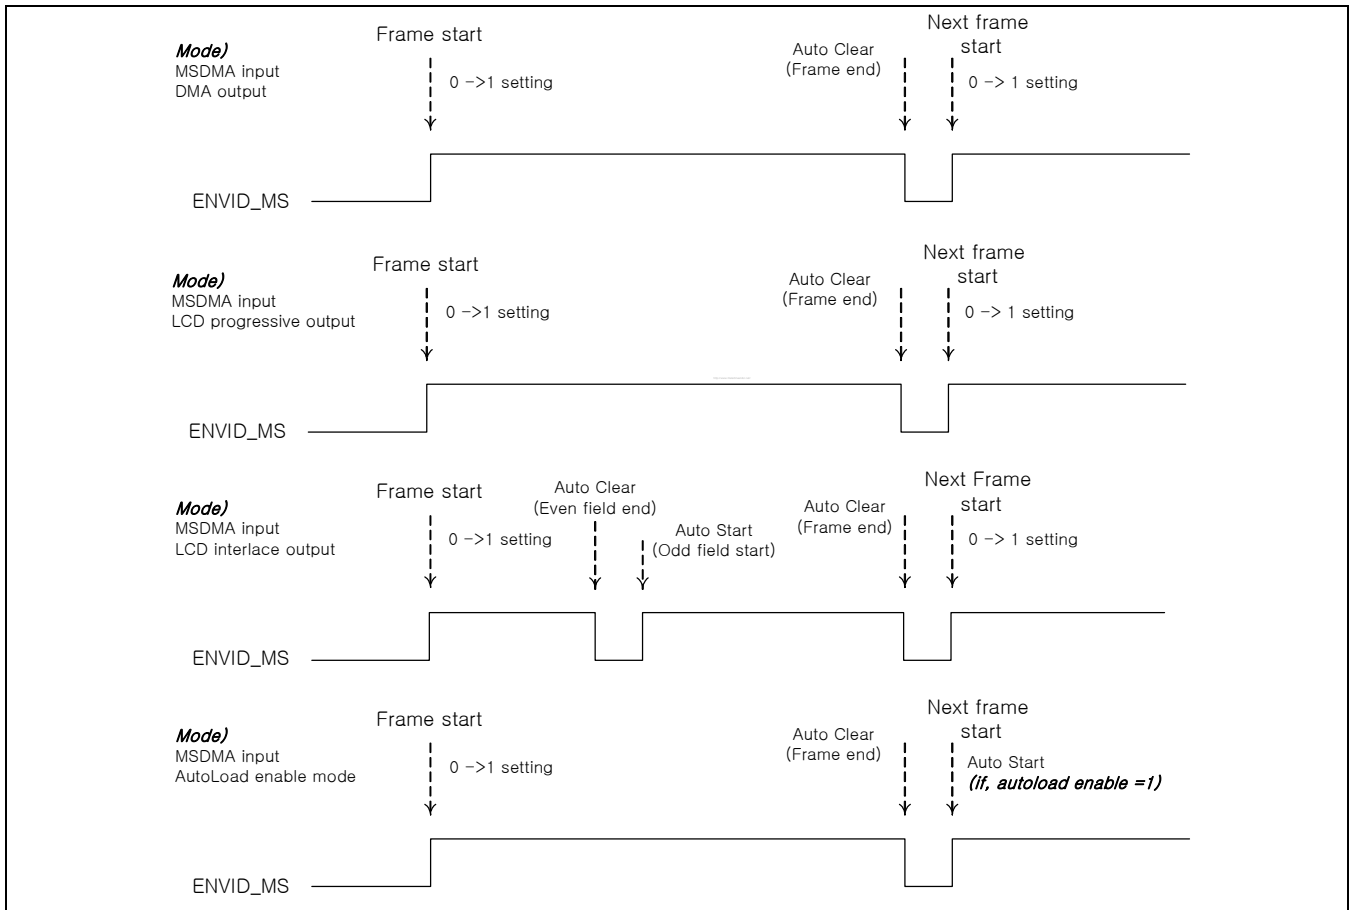 Mode)
MSDMA input
DMA output
Frame start
0 ->1 setting
Auto Clear
(Frame end)
Next frame
start
0 -> 1 setting
ENVID_MS
Mode)
MSDMA input
LCD progressive output
Frame start
0 ->1 setting
Auto Clear
(Frame end)
Next frame
start
0 -> 1 setting
ENVID_MS
Mode)
MSDMA input
LCD interlace output
Frame start
0 ->1 setting
Auto Clear
(Even field end)
Auto Start
(Odd field start)
Auto Clear
(Frame end)
Next Frame
start
0 -> 1 setting
ENVID_MS
Mode)
MSDMA input
AutoLoad enable mode
Frame start
0 ->1 setting
Auto Clear
(Frame end)
Next frame
start
Auto Start
(if, autoload enable =1)
ENVID_MS